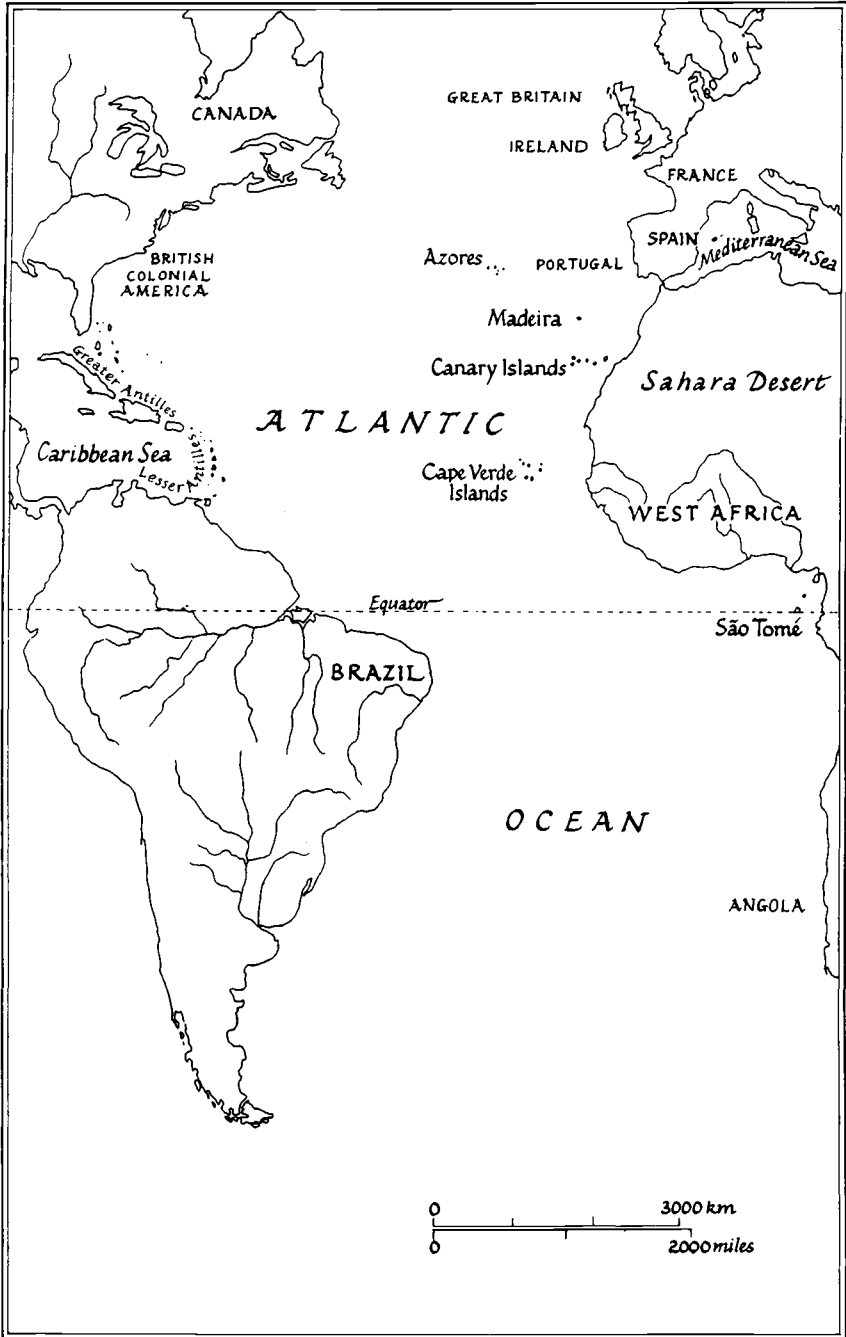 CANADA
GREAT BRITAIN
IRELAND
FRANCE
SPAIN
Mediterranean Sea
PORTUGAL
Azores
BRITISH
COLONIAL
AMERICA
Madeira
Canary Islands
Sahara Desert
Greater Antilles
ATLANTIC
Caribbean Sea
Lesser Antilles
Cape Verde
Islands
WEST AFRICA
Equator
São Tomé
BRAZIL
OCEAN
ANGOLA
0 3000 km
0 2000 miles